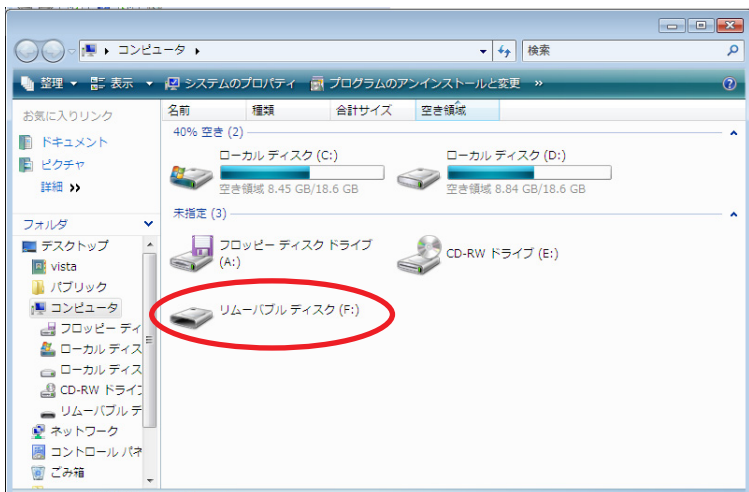 コンピュータ
検索
整理 表示 システムのプロパティ プログラムのアンインストールと変更 »
お気に入りリンク
ドキュメント
ピクチャ
詳細 »
フォルダ
デスクトップ
vista
パブリック
コンピュータ
フロッピー ディ
ローカル ディス
ローカル ディス
CD-RW ドライブ
リムーバブル デ
ネットワーク
コントロール パネ
ごみ箱
名前 種類 合計サイズ 空き領域
40% 空き (2)
ローカル ディスク (C:)
空き領域 8.45 GB/18.6 GB
ローカル ディスク (D:)
空き領域 8.84 GB/18.6 GB
未指定 (3)
フロッピー ディスク ドライブ
(A:)
CD-RW ドライブ (E:)
リムーバブル ディスク (F:)